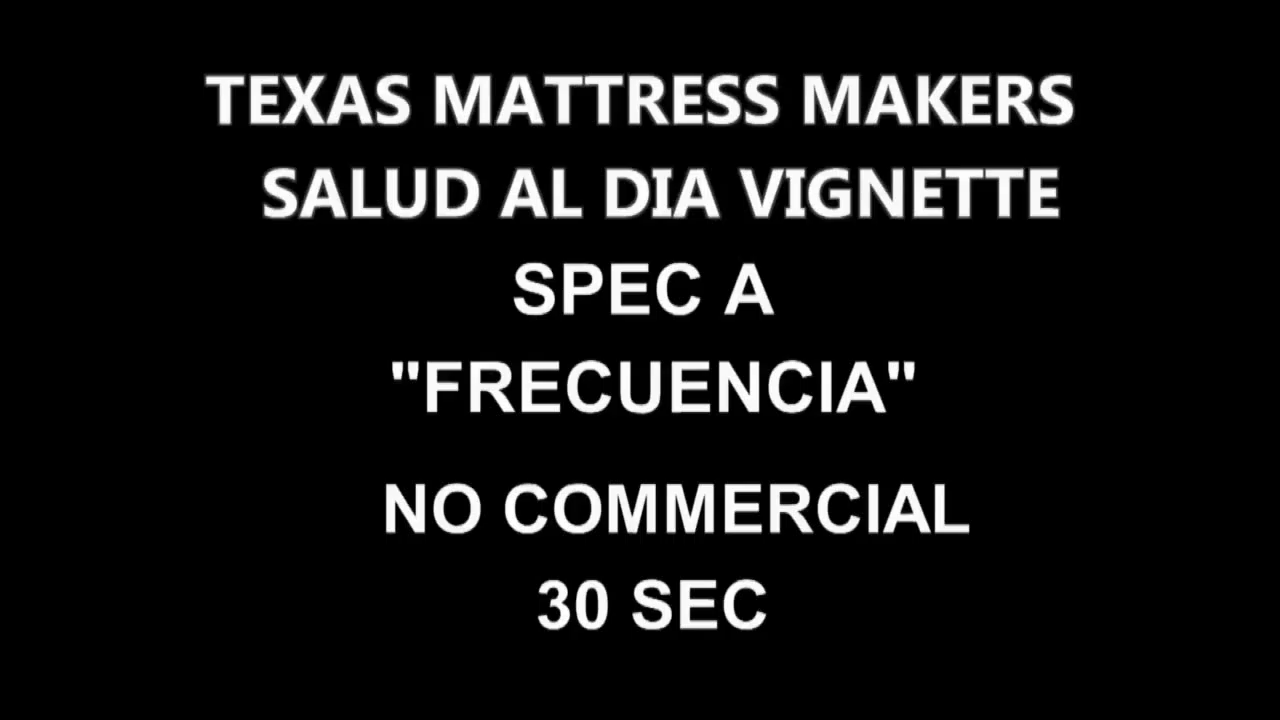 TEXAS MATTRESS MAKERS
SALUD AL DIA VIGNETTE
SPEC A
"FRECUENCIA"
NO COMMERCIAL
30 SEC